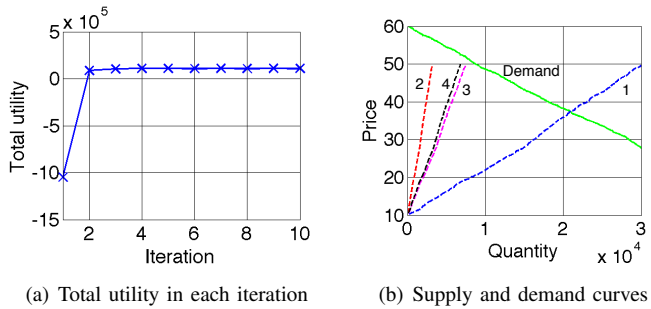 5 x 10^5
0
-5
-10
-15
2 4 6 8 10
Total utility
Iteration
(a) Total utility in each iteration
60
50
40
30
20
10
0 1 2 3
x 10^4
Price
Quantity
Demand
2 4 3 1
(b) Supply and demand curves